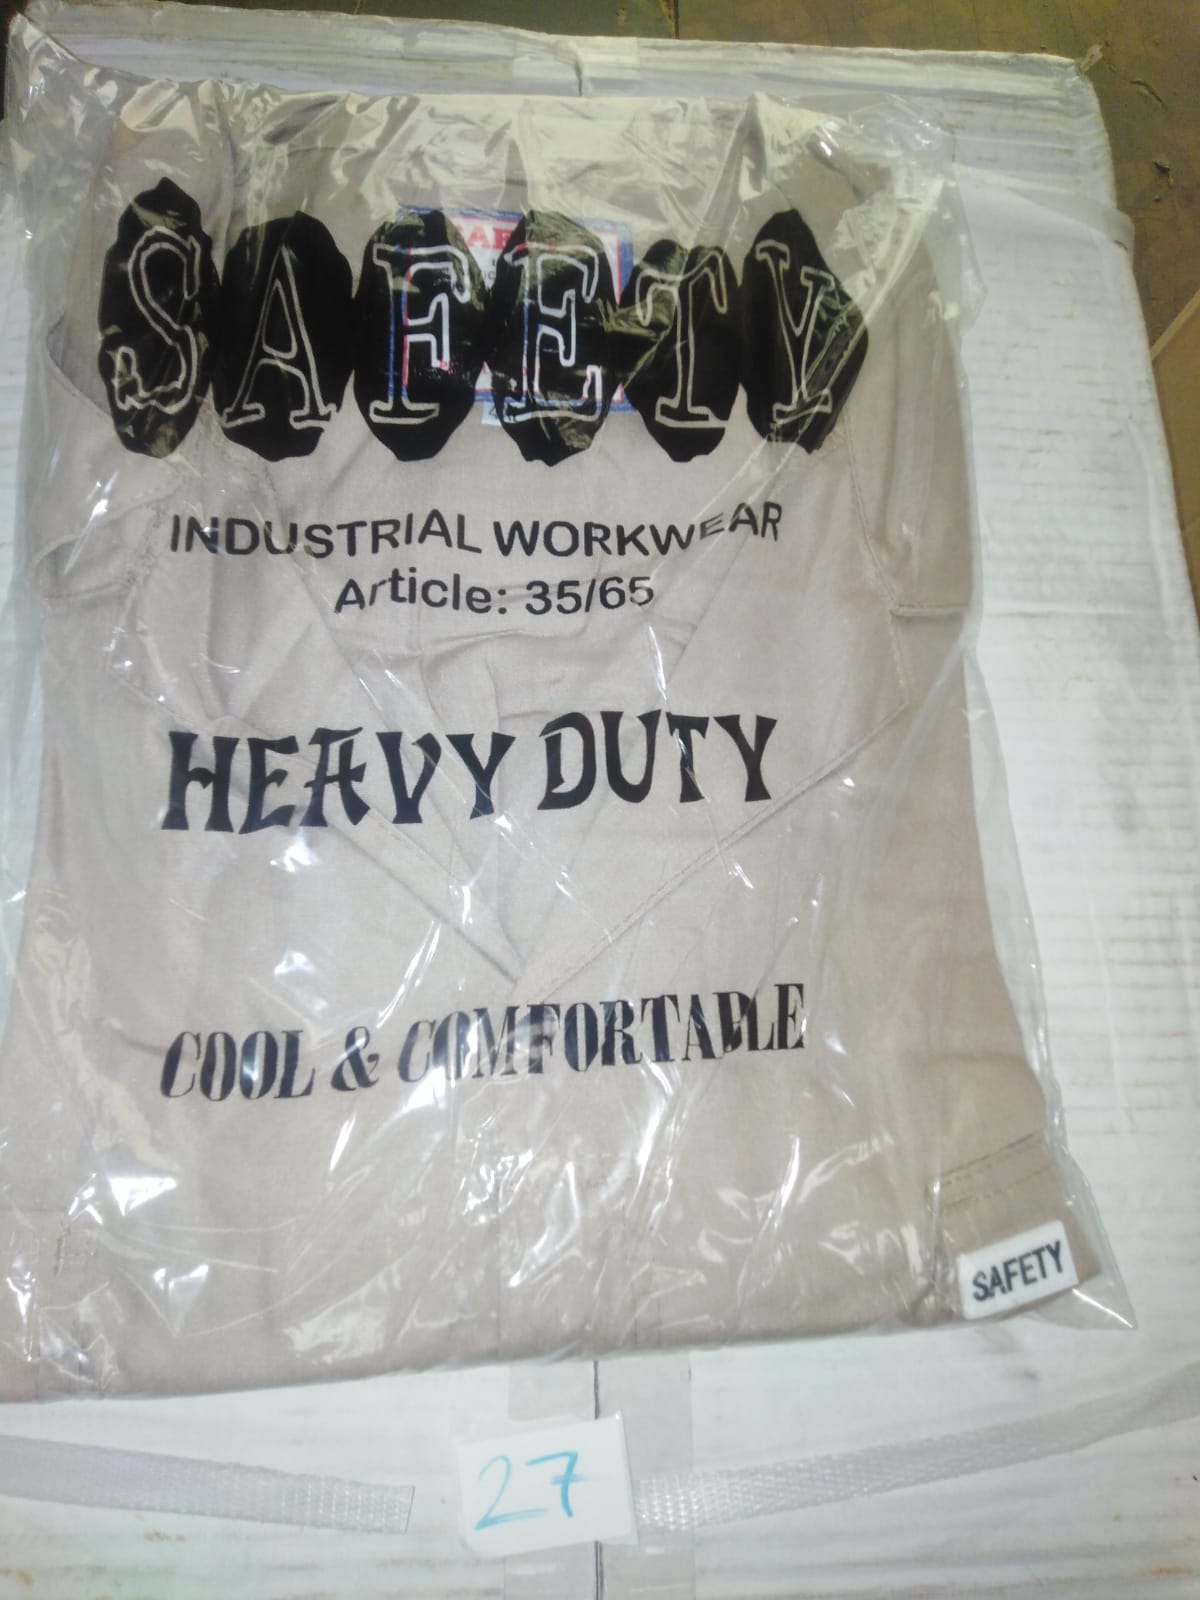 SAFETY
INDUSTRIAL WORKWEAR
Article: 35/65
HEAVY DUTY
COOL & COMFORTABLE
SAFETY
27